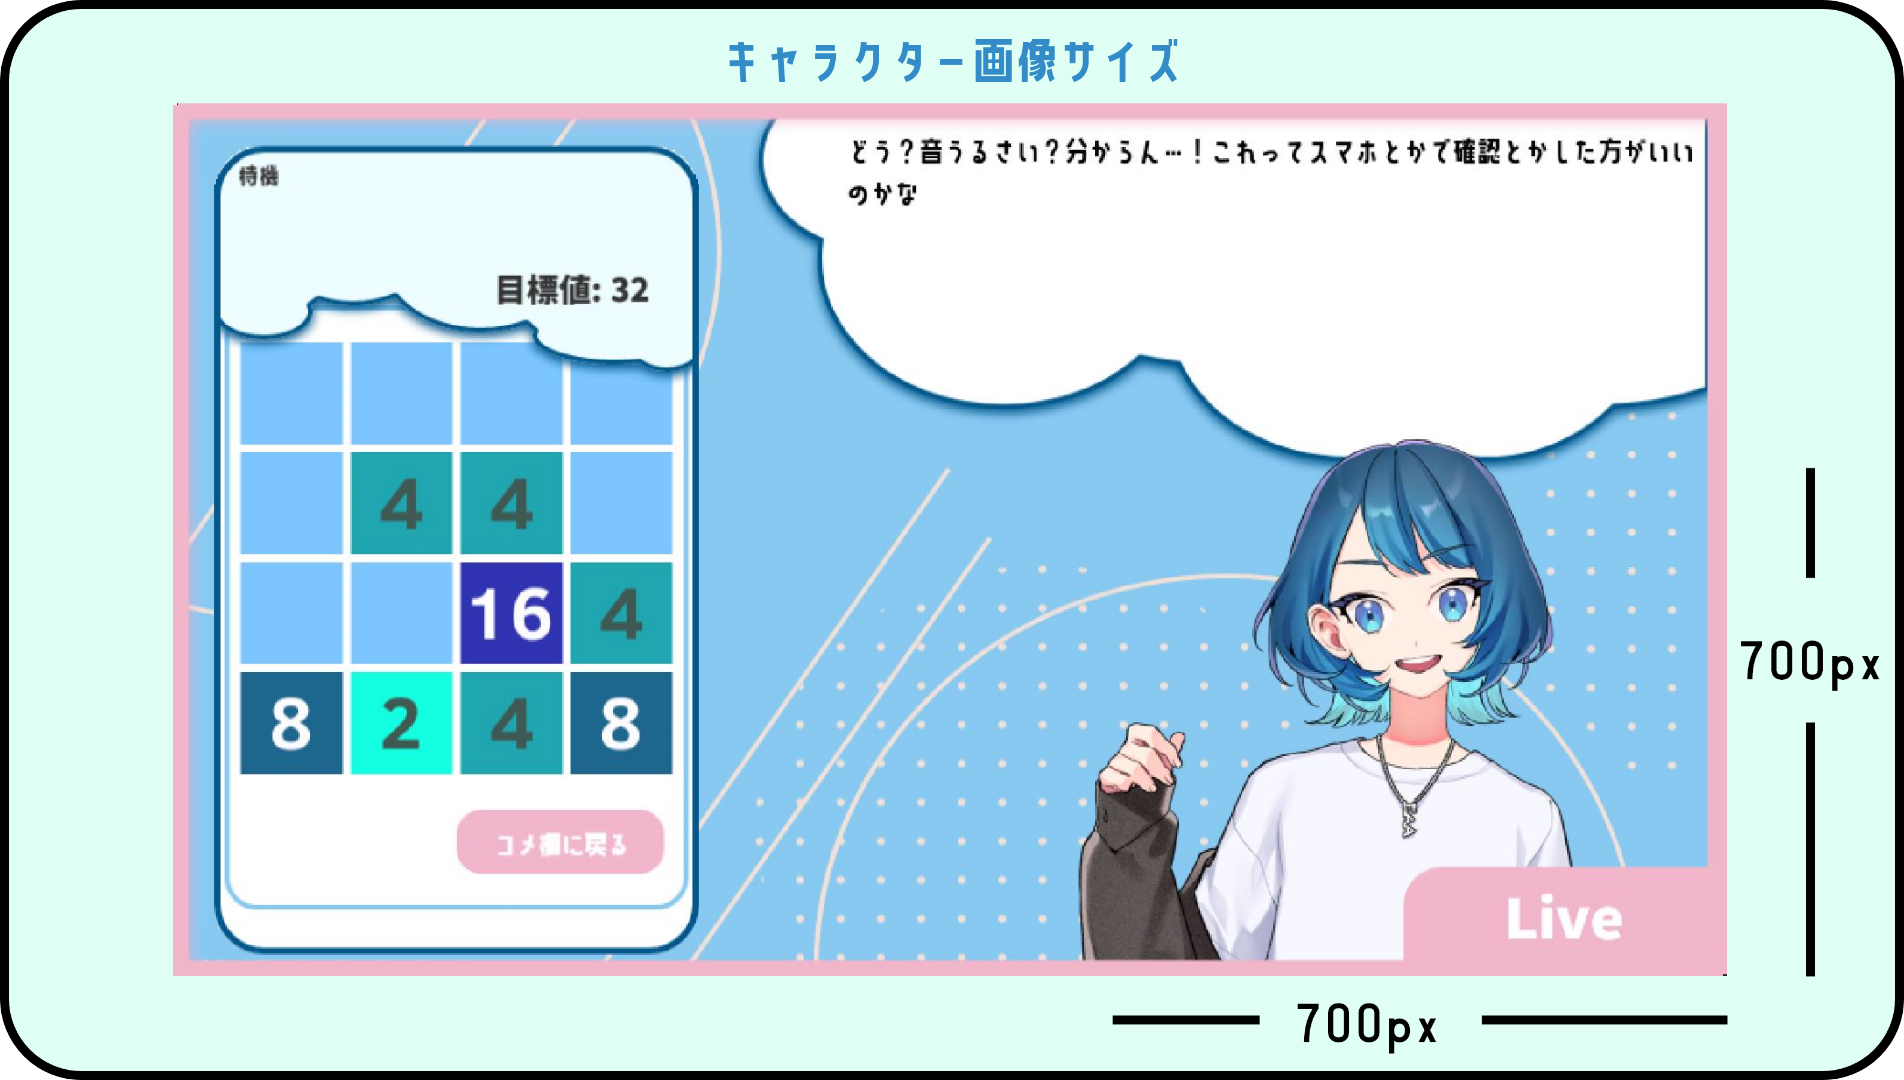 キャラクター画像サイズ
待機
目標値: 32
4 4
16 4
8 2 4 8
コメ欄に戻る
どう？音うるさい？分からん…！これってスマホとかで確認とかした方がいい
のかな
Live
700px
700px